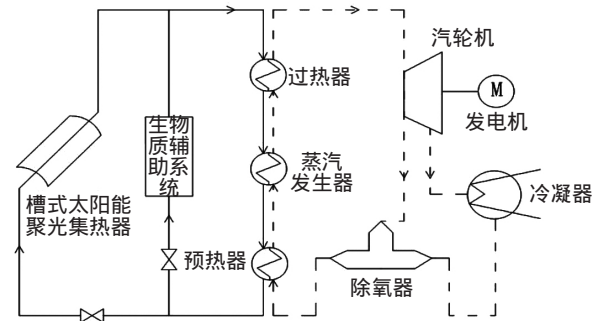 汽轮机
过热器
M
发电机
生物
质辅
助系
统
蒸汽
发生器
冷凝器
槽式太阳能
聚光集热器
预热器
除氧器